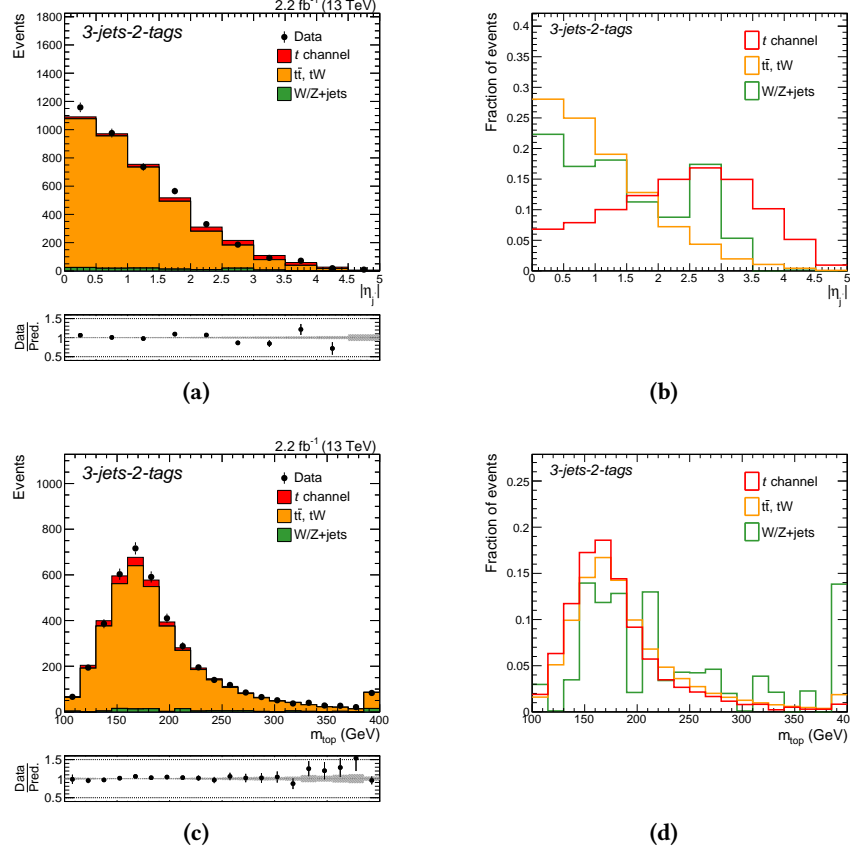 2.2 fb⁻¹ (13 TeV)
Events
1800
1600
1400
1200
1000
800
600
400
200
0
3-jets-2-tags
Data
t channel
tt̄, tW
W/Z+jets
0 0.5 1 1.5 2 2.5 3 3.5 4 4.5 5
|ηj'|
Data
Pred.
1.5
1
0.5
(a)
Fraction of events
0.4
0.35
0.3
0.25
0.2
0.15
0.1
0.05
0
3-jets-2-tags
t channel
tt̄, tW
W/Z+jets
0 0.5 1 1.5 2 2.5 3 3.5 4 4.5 5
|ηj'|
(b)
2.2 fb⁻¹ (13 TeV)
Events
1000
800
600
400
200
0
3-jets-2-tags
Data
t channel
tt̄, tW
W/Z+jets
100 150 200 250 300 350 400
mtop (GeV)
Data
Pred.
1.5
1
0.5
(c)
Fraction of events
0.25
0.2
0.15
0.1
0.05
0
3-jets-2-tags
t channel
tt̄, tW
W/Z+jets
100 150 200 250 300 350
mtop (GeV)
(d)